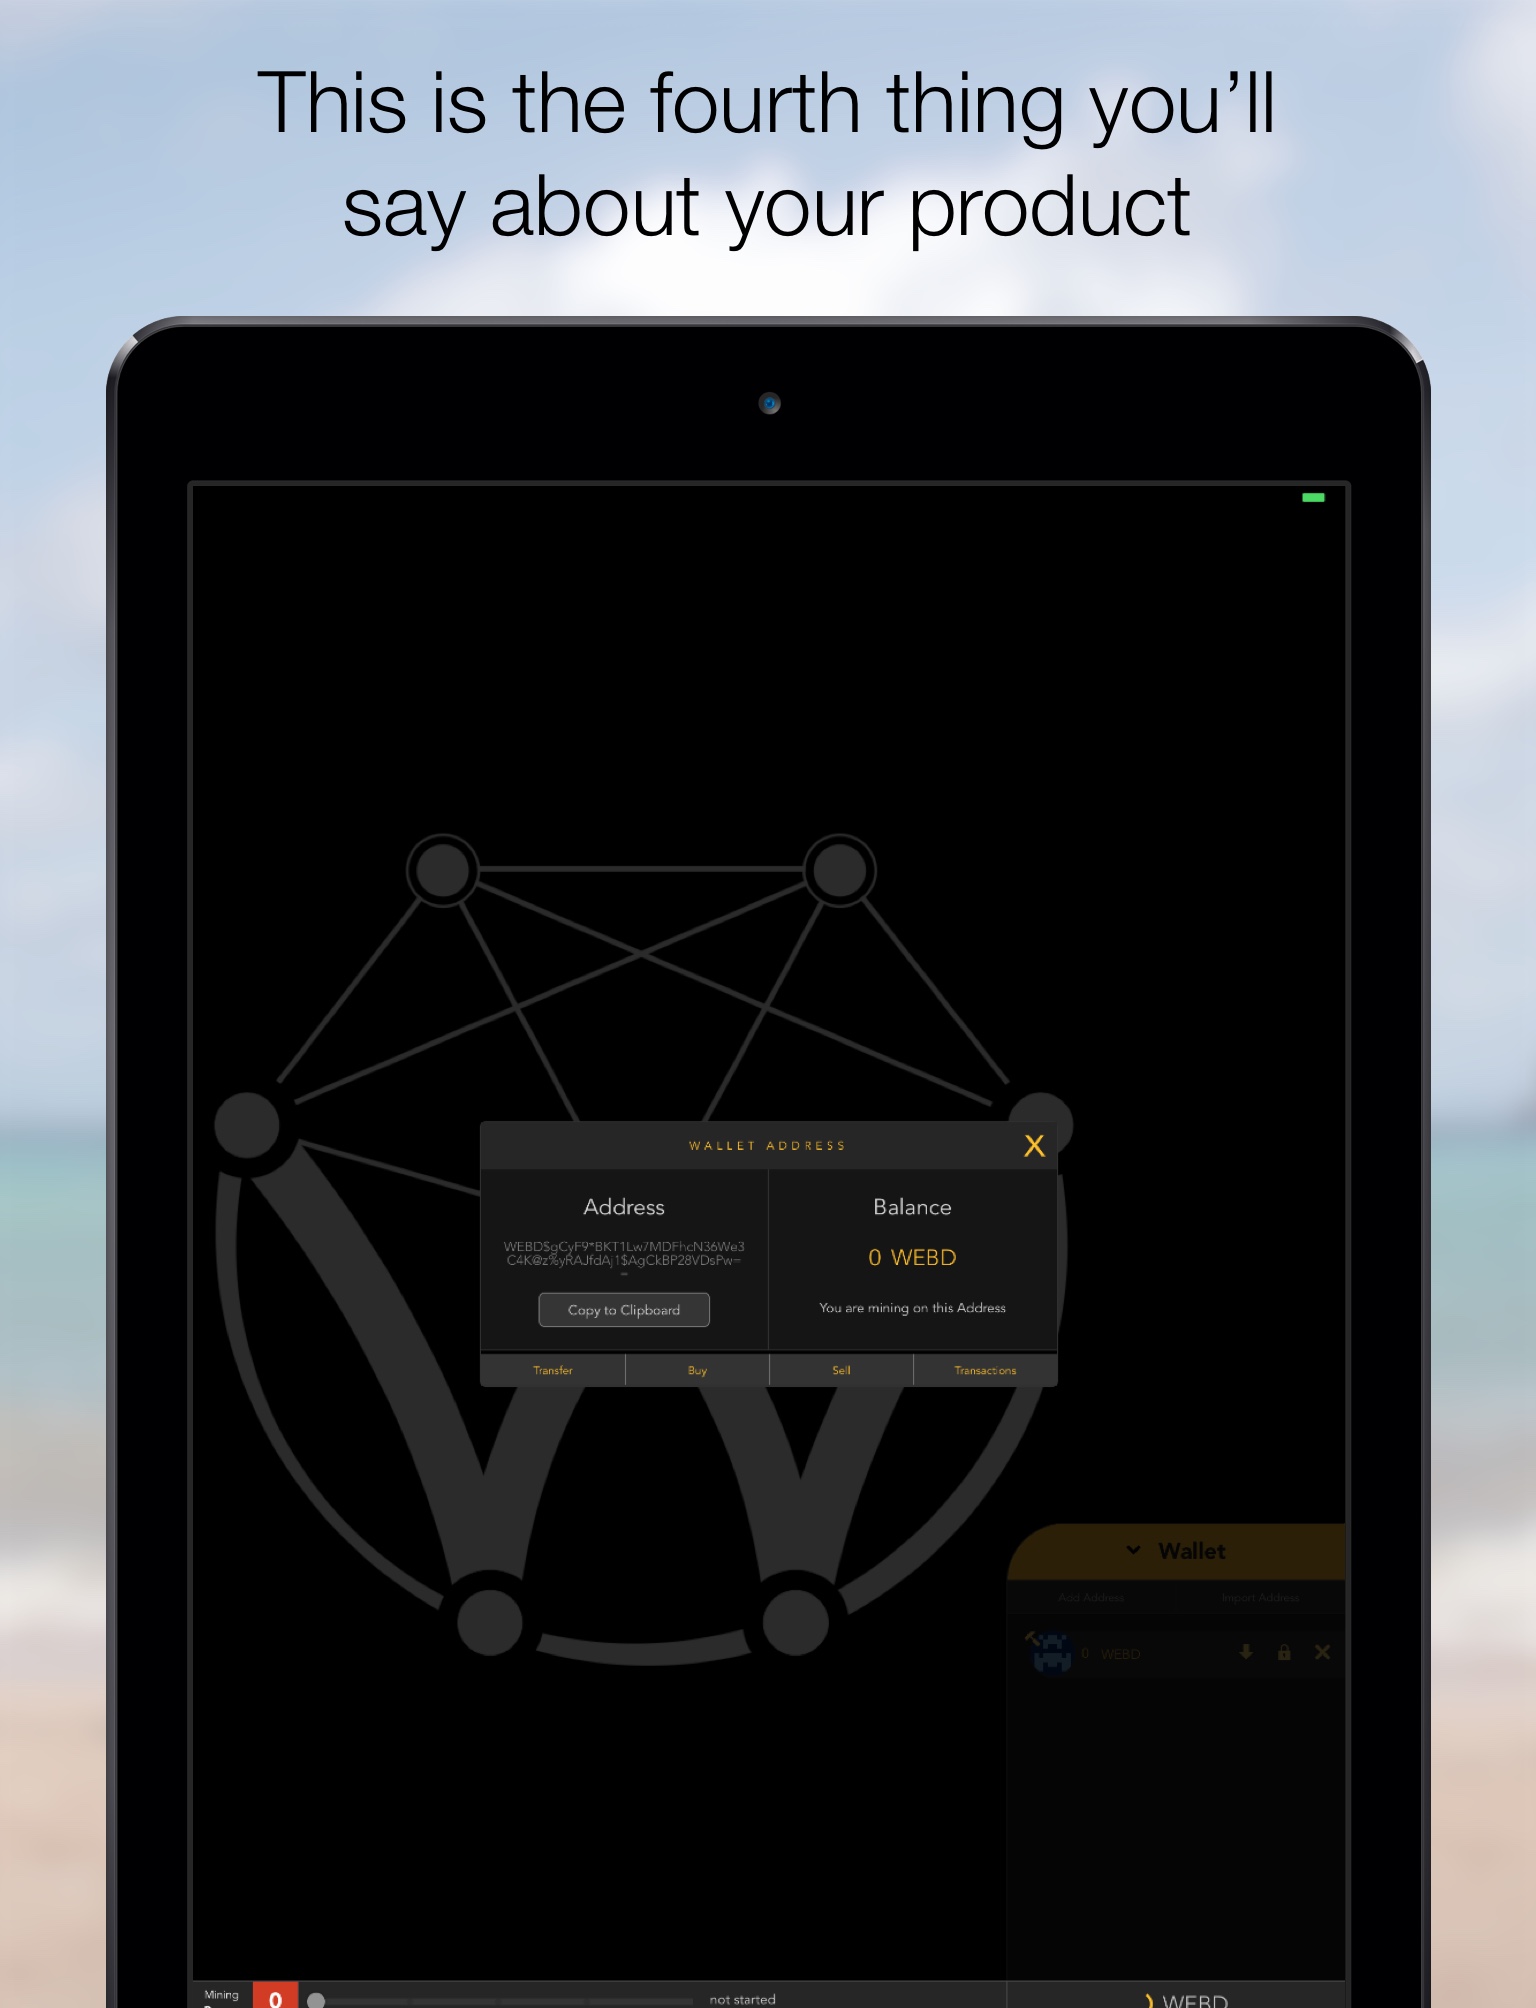 This is the fourth thing you’ll
say about your product
WALLET ADDRESS
X
Address
Balance
WEBD$gCyF9*BKT1Lw7MDFhcN36We3
C4K@z%yRAJfdAj1$AgCkBP28VDsPw=
=
0 WEBD
Copy to Clipboard
You are mining on this Address
Transfer
Buy
Sell
Transactions
Wallet
Add Address
Import Address
0 WEBD
Mining
0
not started
WEBD